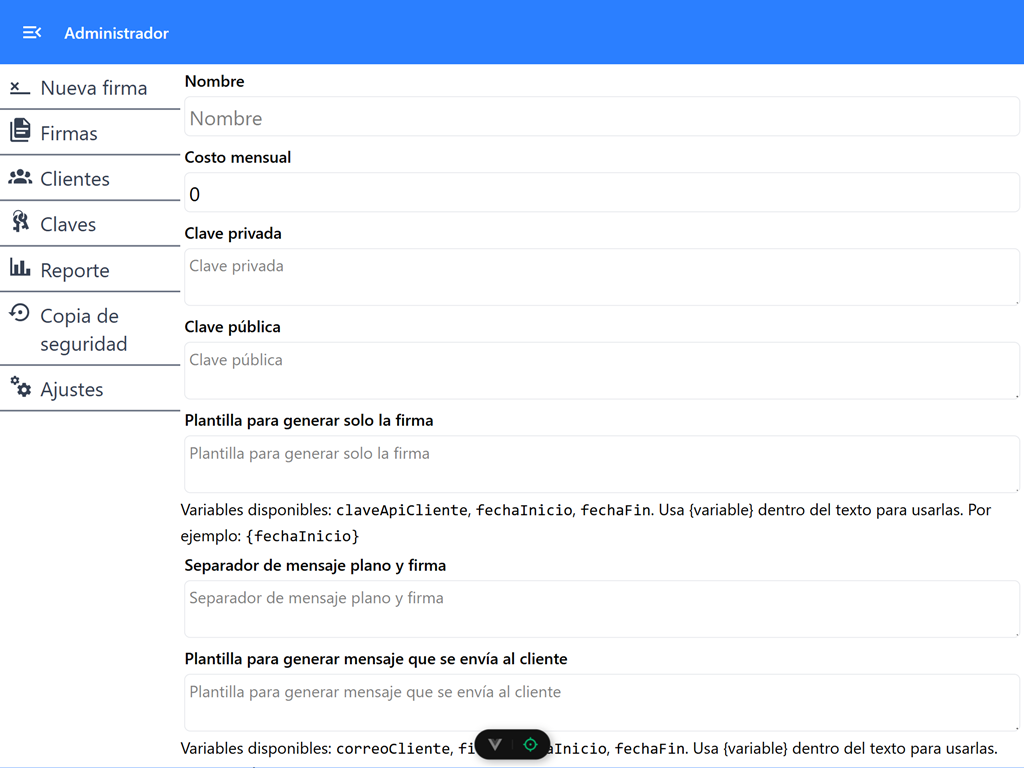 Administrador
Nueva firma
Firmas
Clientes
Claves
Reporte
Copia de
seguridad
Ajustes
Nombre
Nombre
Costo mensual
0
Clave privada
Clave privada
Clave pública
Clave pública
Plantilla para generar solo la firma
Plantilla para generar solo la firma
Variables disponibles: claveApiCliente, fechaInicio, fechaFin. Usa {variable} dentro del texto para usarlas. Por
ejemplo: {fechaInicio}
Separador de mensaje plano y firma
Separador de mensaje plano y firma
Plantilla para generar mensaje que se envía al cliente
Plantilla para generar mensaje que se envía al cliente
Variables disponibles: correoCliente, fechaFin. Usa {variable} dentro del texto para usarlas.